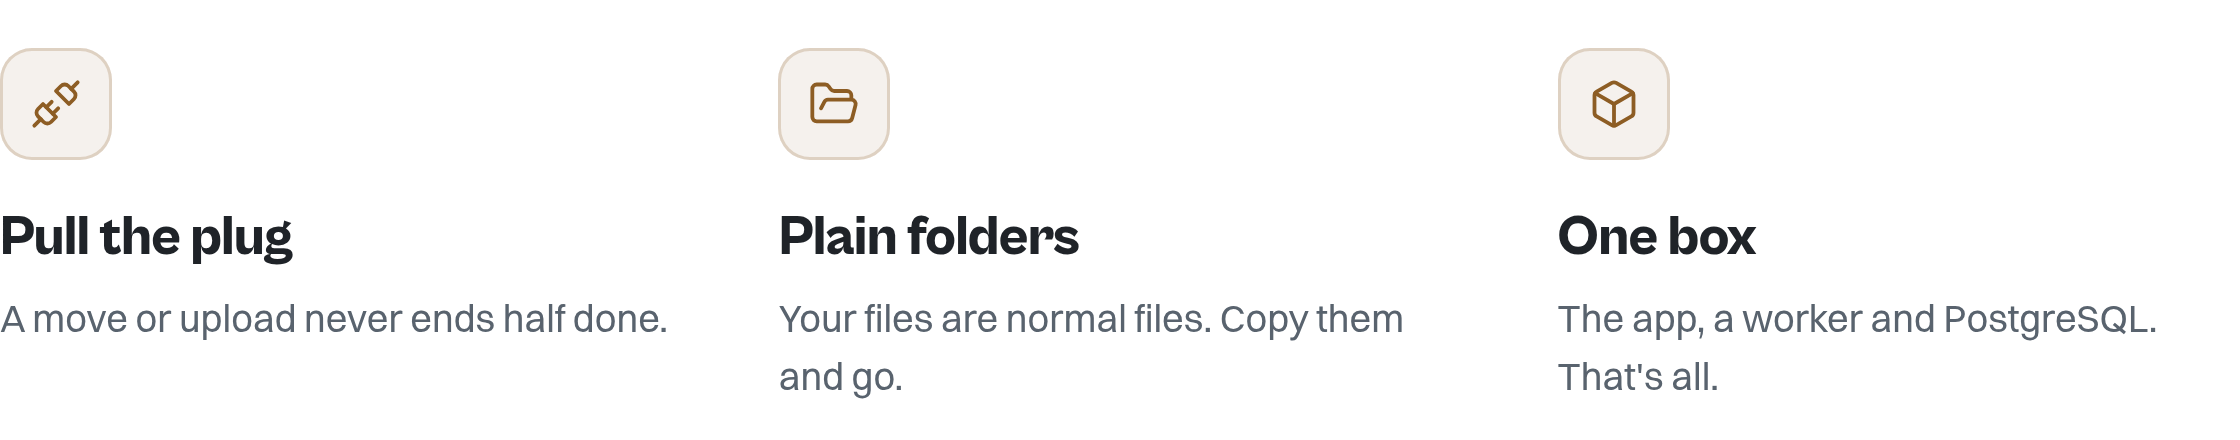 Pull the plug
A move or upload never ends half done.
Plain folders
Your files are normal files. Copy them
and go.
One box
The app, a worker and PostgreSQL.
That's all.